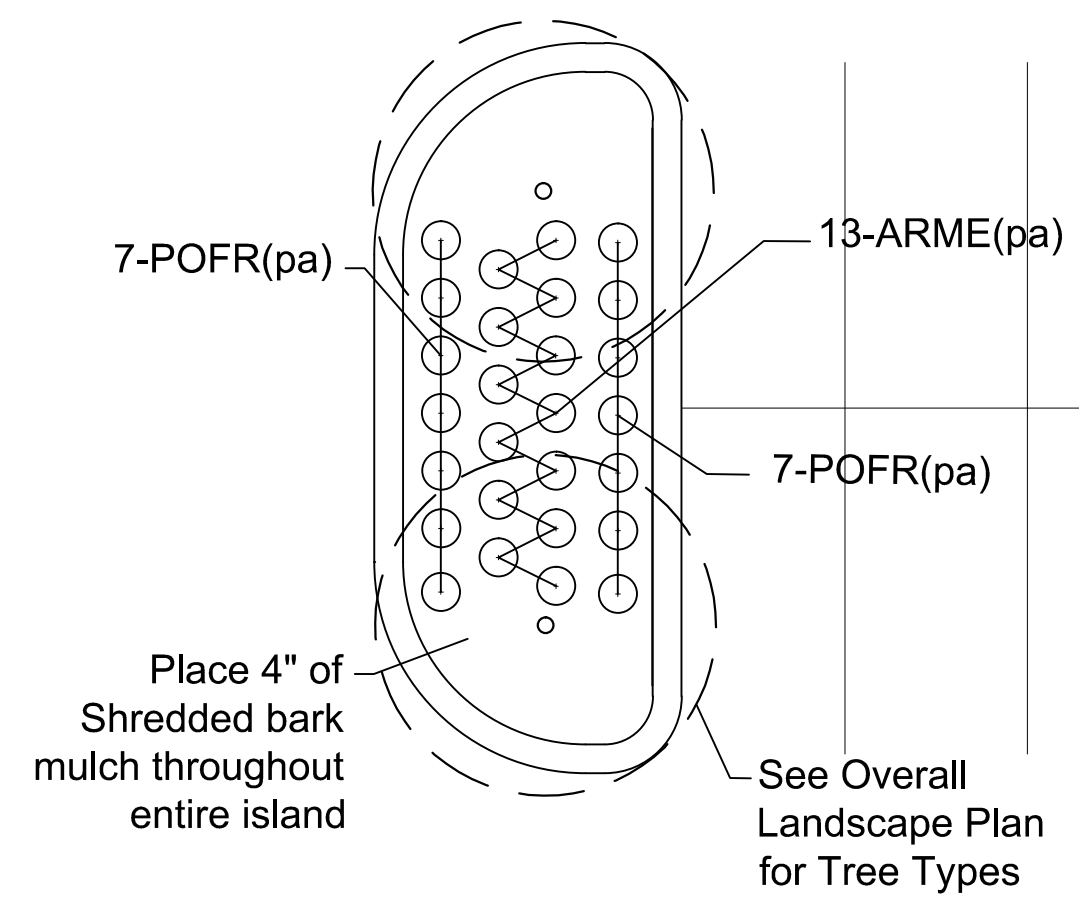 13-ARME(pa)
7-POFR(pa)
7-POFR(pa)
Place 4" of
Shredded bark
mulch throughout
entire island
See Overall
Landscape Plan
for Tree Types